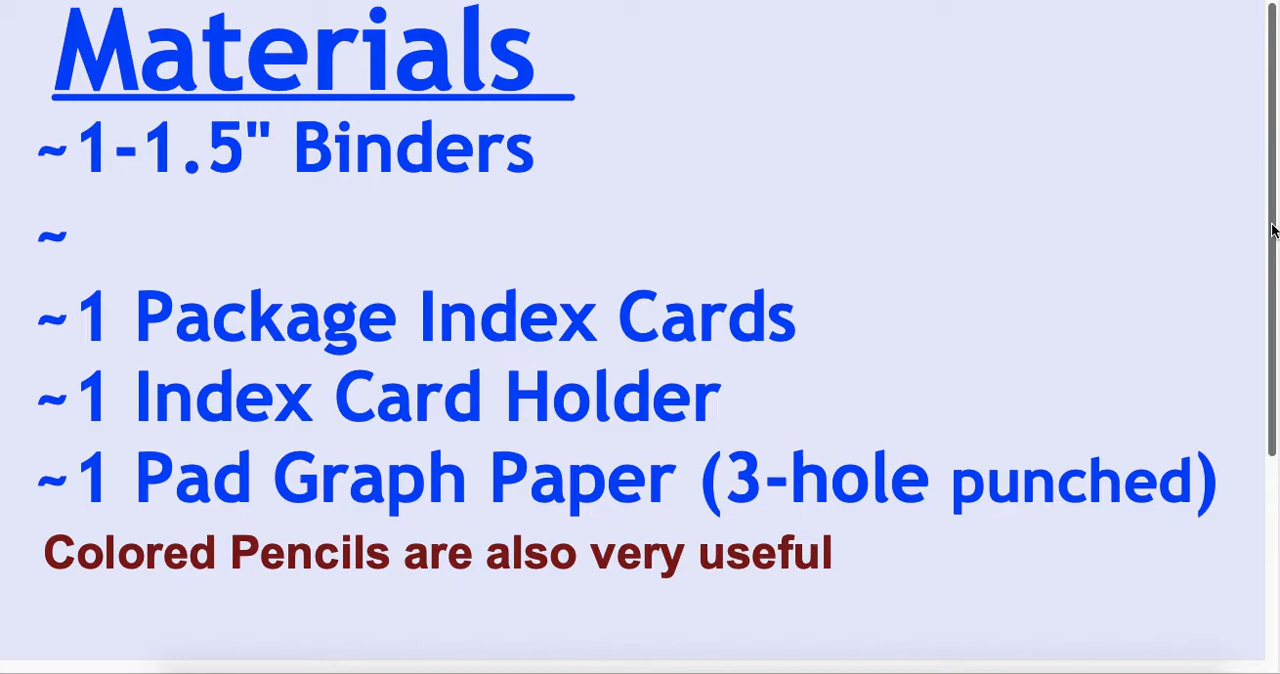 Materials
~1-1.5" Binders
~
~1 Package Index Cards
~1 Index Card Holder
~1 Pad Graph Paper (3-hole punched)
Colored Pencils are also very useful